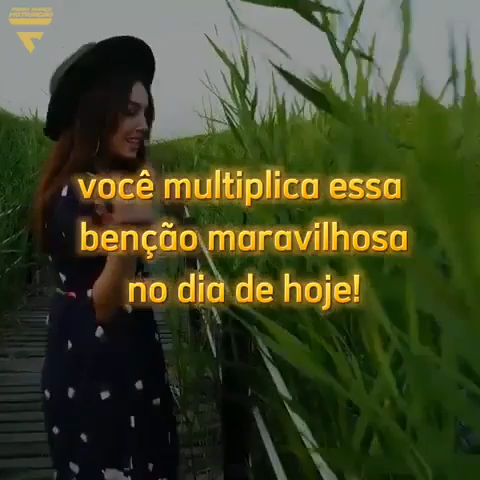 você multiplica essa
benção maravilhosa
no dia de hoje!